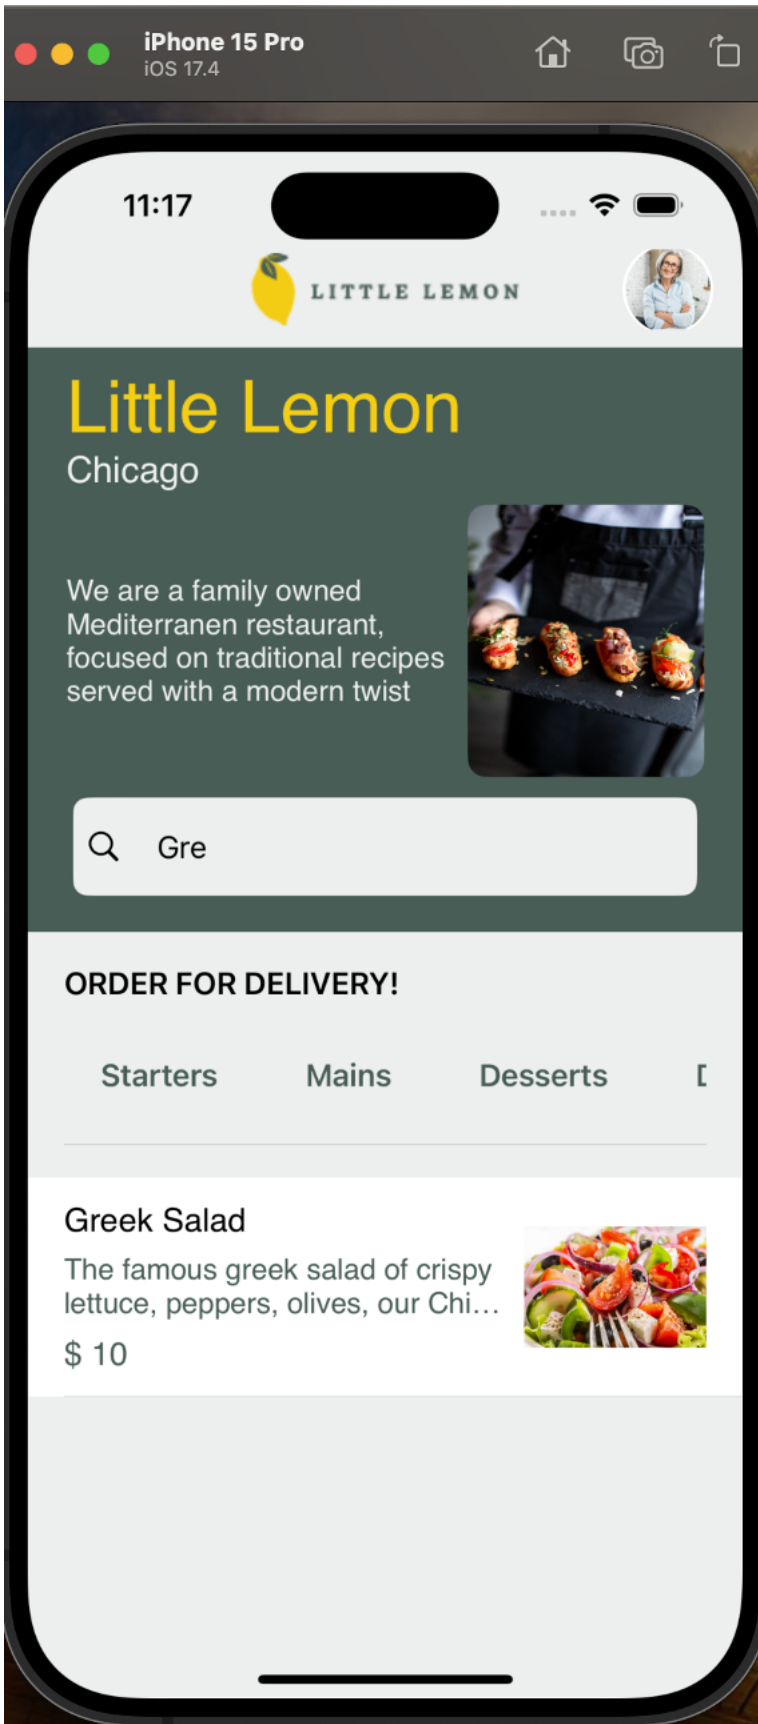 iPhone 15 Pro
iOS 17.4
11:17
LITTLE LEMON
Little Lemon
Chicago
We are a family owned
Mediterranen restaurant,
focused on traditional recipes
served with a modern twist
Gre
ORDER FOR DELIVERY!
Starters Mains Desserts
Greek Salad
The famous greek salad of crispy
lettuce, peppers, olives, our Chi...
$ 10